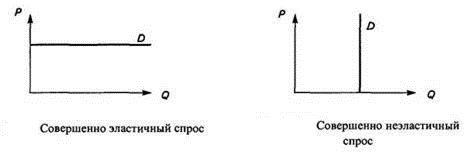 P
D
Q
Совершенно эластичный спрос
P
D
Q
Совершенно неэластичный
спрос